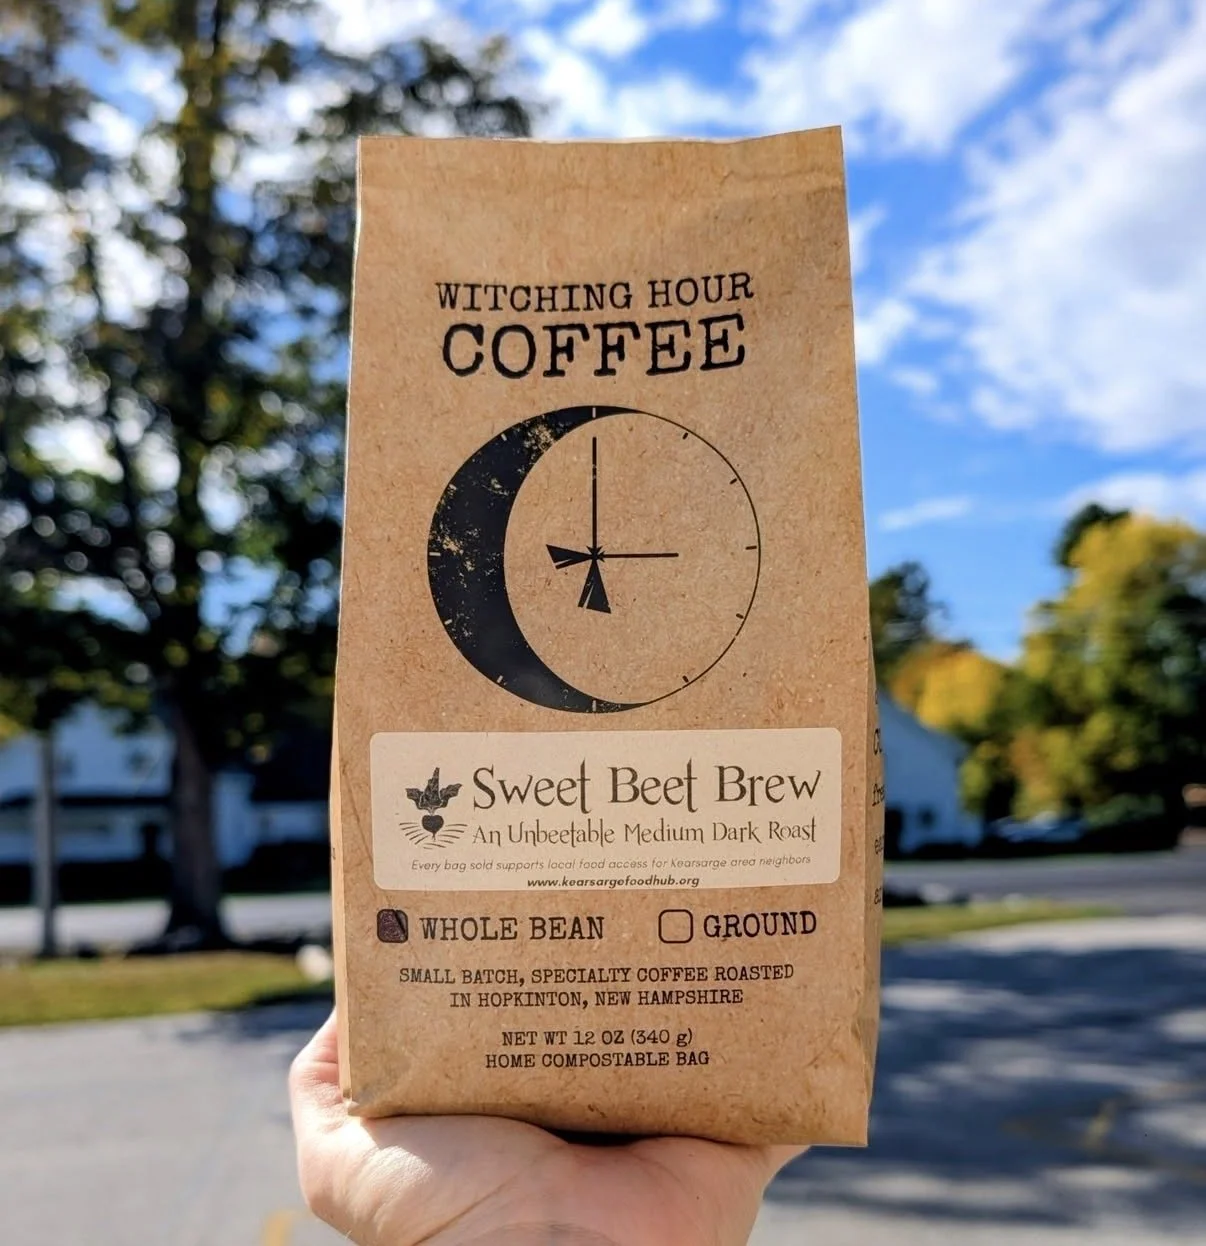 WITCHING HOUR
COFFEE
Sweet Beet Brew
An Unbeetable Medium Dark Roast
Every bag sold supports local food access for Kearsarge area neighbors
www.kearsargefoodhub.org
WHOLE BEAN
GROUND
SMALL BATCH, SPECIALTY COFFEE ROASTED
IN HOPKINTON, NEW HAMPSHIRE
NET WT 12 OZ (340 g)
HOME COMPOSTABLE BAG